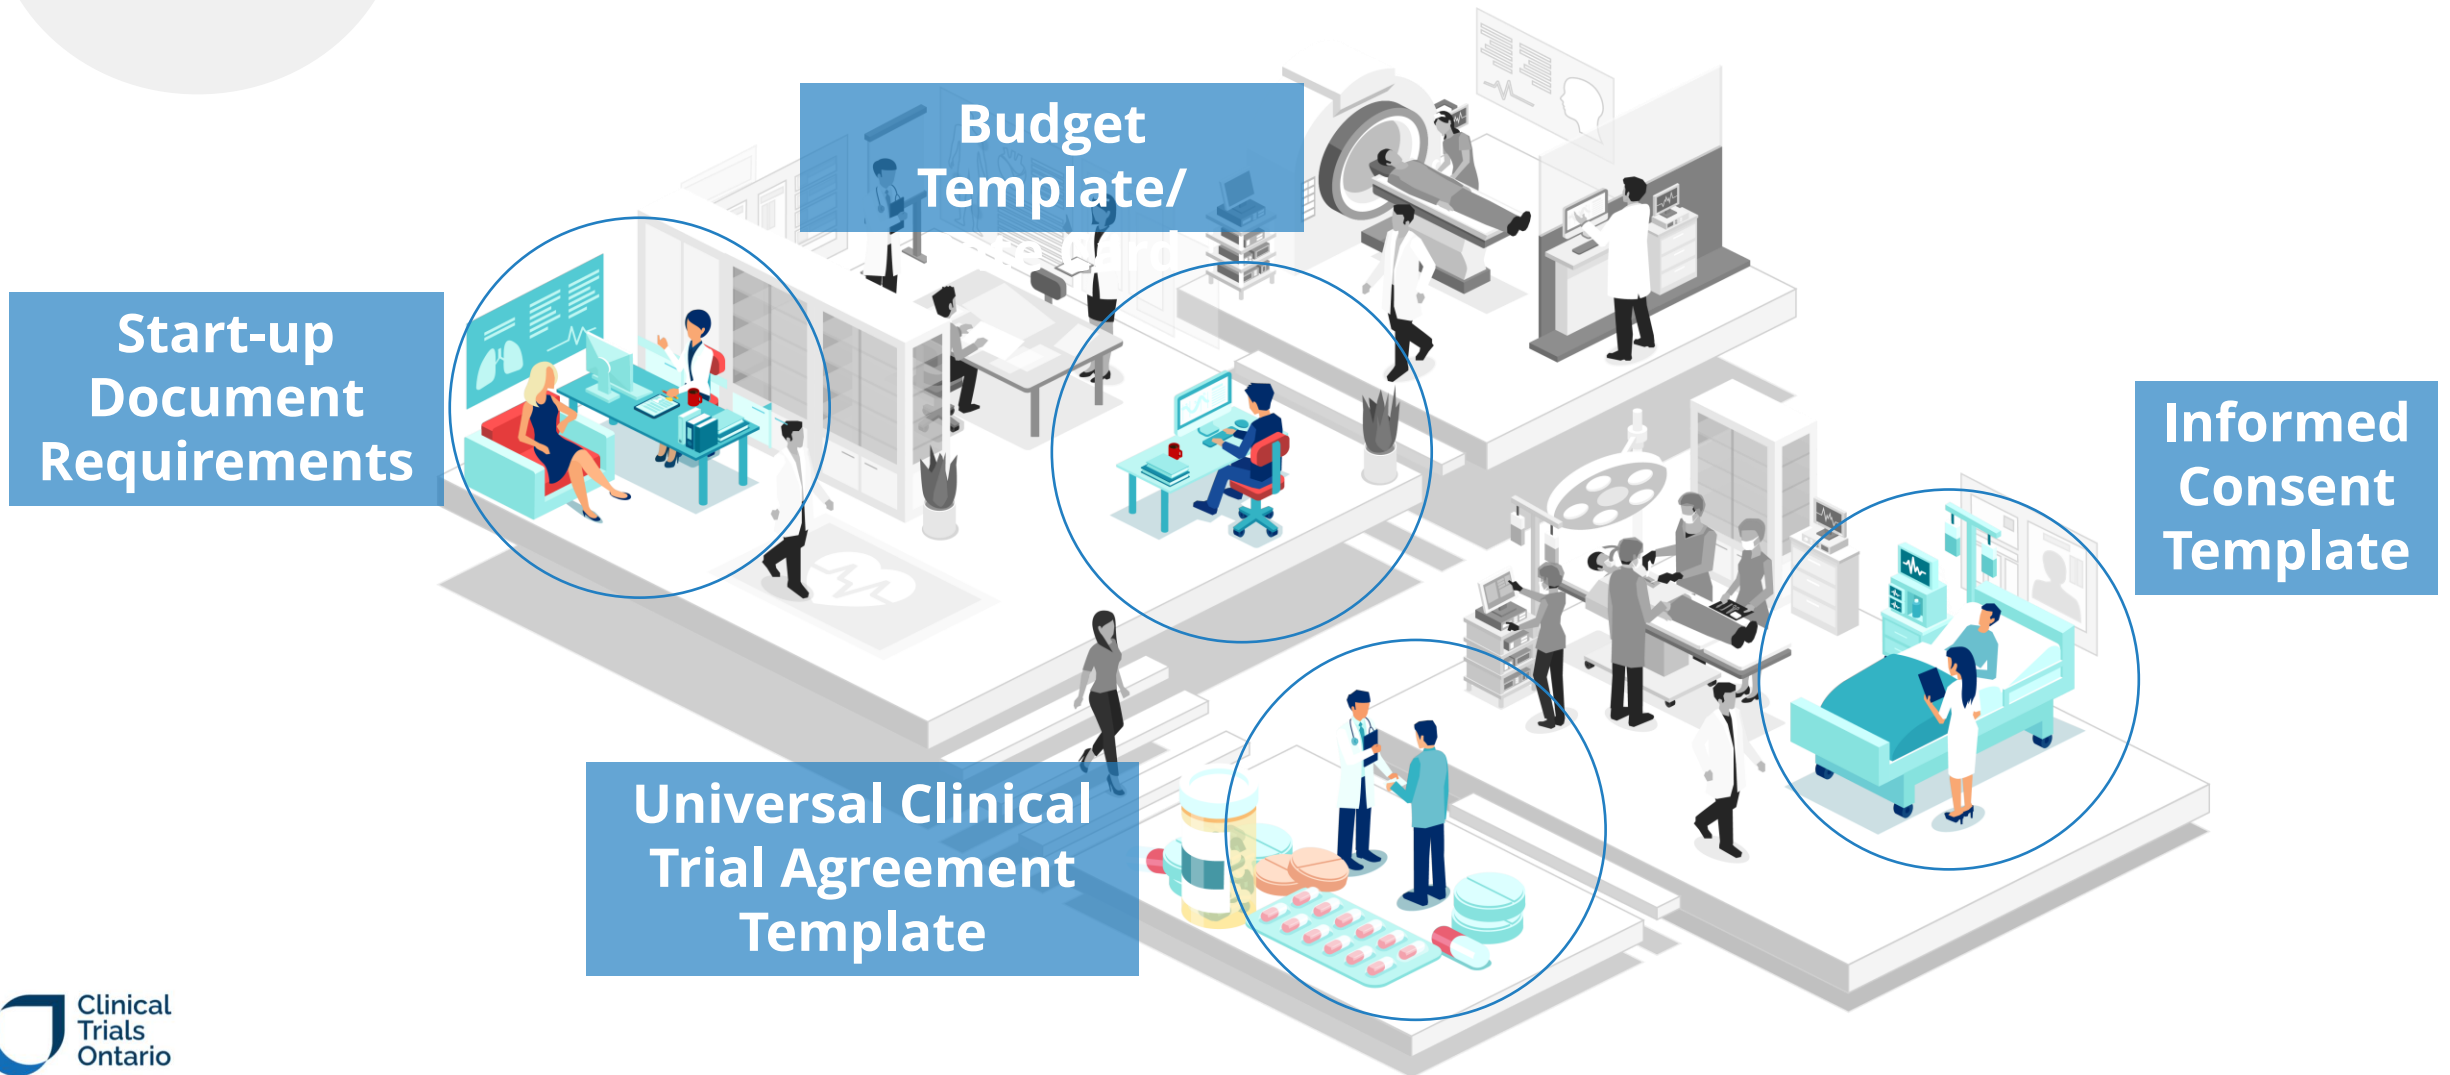 Budget
Template/
Start-up
Document
Requirements
Informed
Consent
Template
Universal Clinical
Trial Agreement
Template
Clinical
Trials
Ontario